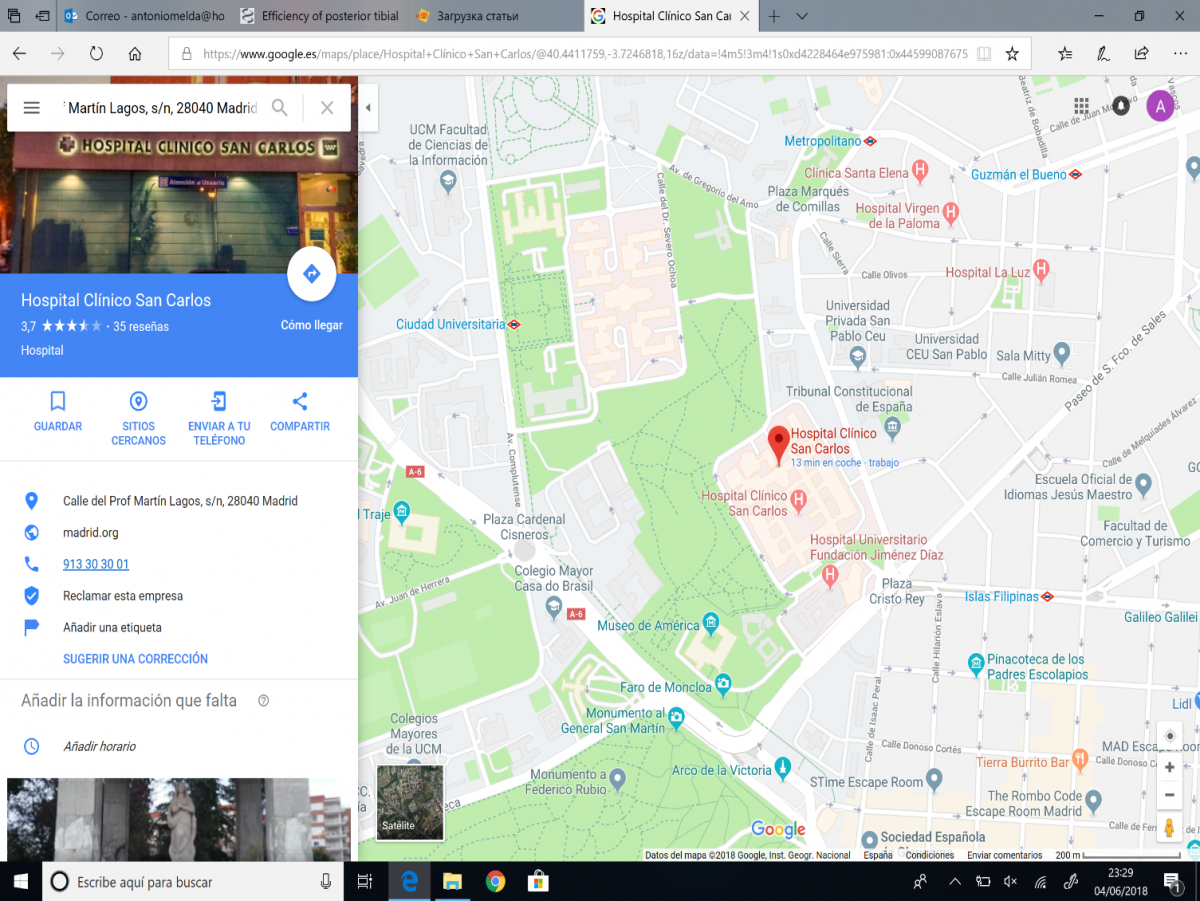 Correo - antoniomelda@ho
Efficiency of posterior tibial
Загрузка статьи
Hospital Clínico San Car
https://www.google.es/maps/place/Hospital+Clínico+San+Carlos/@40.4411759,-3.7246818,16z/data=!4m5!3m4!1s0xd4228464e975981:0x44599087675
Martín Lagos, s/n, 28040 Madrid
HOSPITAL CLINICO SAN CARLOS
Atención al Usuario
Hospital Clínico San Carlos
3,7 · 35 reseñas
Cómo llegar
Hospital
GUARDAR
SITIOS
CERCANOS
ENVIAR A TU
TELÉFONO
COMPARTIR
Calle del Prof Martín Lagos, s/n, 28040 Madrid
madrid.org
913 30 30 01
Reclamar esta empresa
Añadir una etiqueta
SUGERIR UNA CORRECCIÓN
Añadir la información que falta
Añadir horario
A
UCM Facultad
de Ciencias de
la Información
Metropolitano
Calle de Juan
Beatriz de Bobadilla
Vascos
Clínica Santa Elena
Guzmán el Bueno
Av. de Gregorio del Amo
Calle del Dr. Severo Ochoa
Plaza Marqués
de Comillas
Hospital Virgen
de la Paloma
Calle Sierra
Calle Olivos
Hospital La Luz
Ciudad Universitaria
Universidad
Privada San
Pablo Ceu
Universidad
CEU San Pablo
Sala Mitty
Calle Julián Romea
Paseo de S. Fco. de Sales
Tribunal Constitucional
de España
Calle de Melquiades Álvarez
Hospital Clínico
San Carlos
13 min en coche - trabajo
Av. Complutense
A-6
Hospital Clínico
San Carlos
Escuela Oficial de
Idiomas Jesús Maestro
l Traje
Plaza Cardenal
Cisneros
Facultad de
Comercio y Turismo
Hospital Universitario
Fundación Jiménez Díaz
Colegio Mayor
Casa do Brasil
Av. Juan de Herrera
A-6
Plaza
Cristo Rey
Islas Filipinas
Galileo Galilei
Museo de América
Calle Hilarión Eslava
Pinacoteca de los
Padres Escolapios
Faro de Moncloa
Lidl
Calle de Isaac Peral
Monumento al
General San Martín
Colegios
Mayores
de la UCM
Calle Donoso Cortés
MAD Escape Room
Calle Donoso
Tierra Burrito Bar
Arco de la Victoria
Monumento a
Federico Rubio
STime Escape Room
The Rombo Code
Escape Room Madrid
Satélite
Google
Sociedad Española
Datos del mapa ©2018 Google, Inst. Geogr. Nacional España Condiciones Enviar comentarios 200 m
Escribe aquí para buscar
23:29
04/06/2018
1